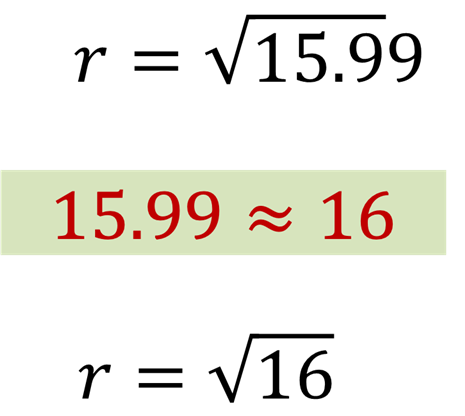 r = √15.99
15.99 ≈ 16
r = √16